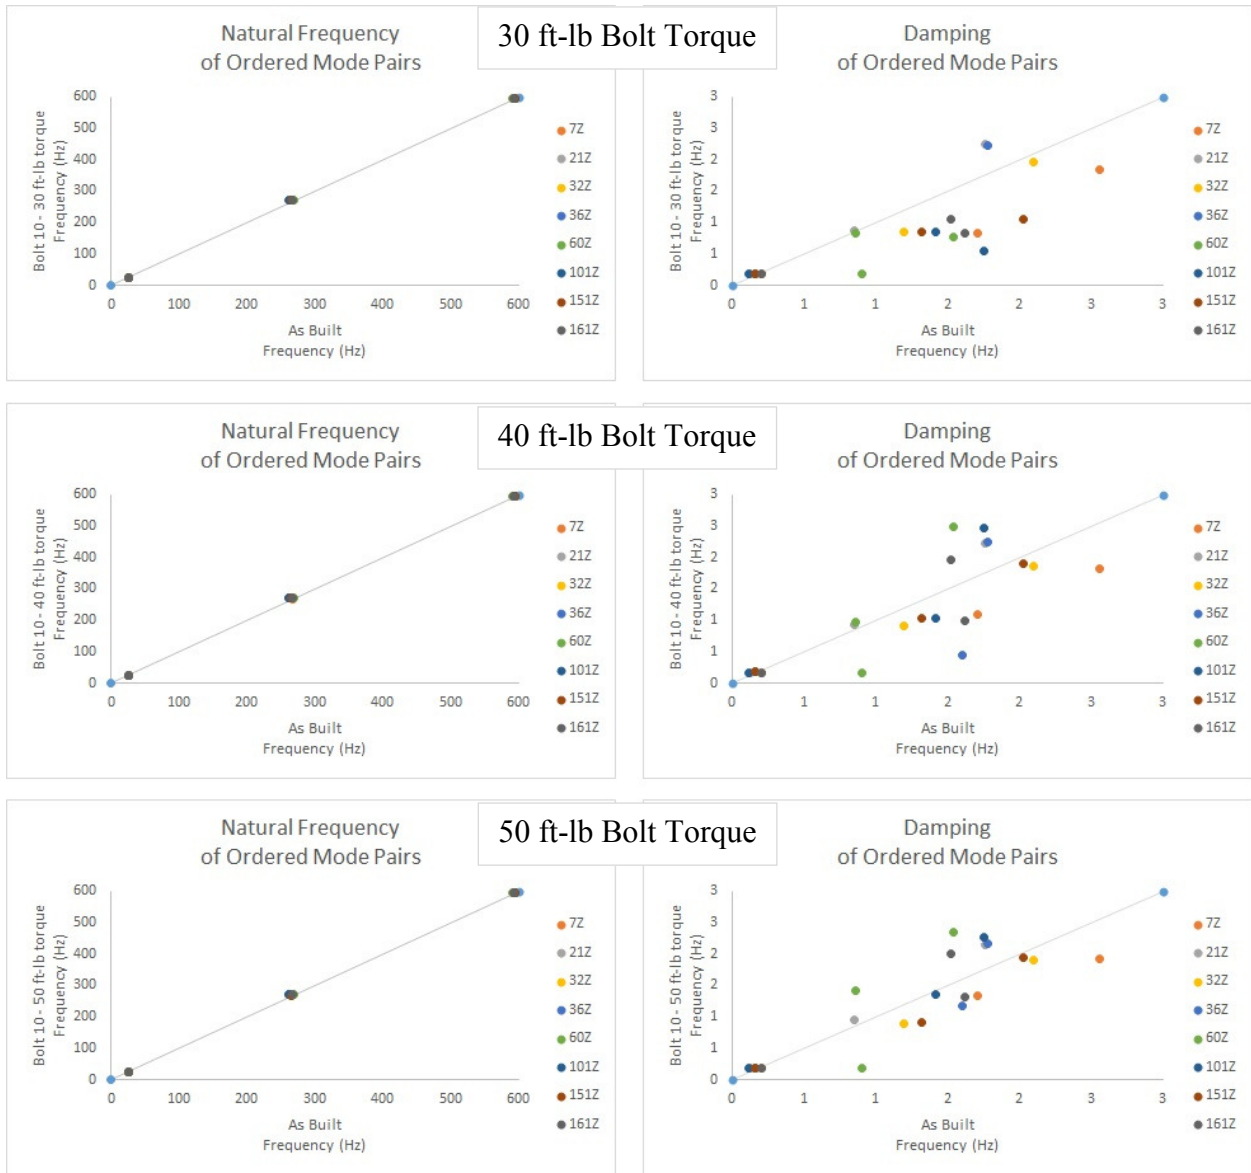 30 ft-lb Bolt Torque
Natural Frequency
of Ordered Mode Pairs
600
500
400
300
200
100
0
Bolt 10 - 30 ft-lb torque
Frequency (Hz)
0 100 200 300 400 500 600
As Built
Frequency (Hz)
7Z
21Z
32Z
36Z
60Z
101Z
151Z
161Z
Damping
of Ordered Mode Pairs
3
3
2
2
1
1
0
Bolt 10 - 30 ft-lb torque
Frequency (Hz)
0 1 1 2 2 3 3
As Built
Frequency (Hz)
7Z
21Z
32Z
36Z
60Z
101Z
151Z
161Z
40 ft-lb Bolt Torque
Natural Frequency
of Ordered Mode Pairs
600
500
400
300
200
100
0
Bolt 10 - 40 ft-lb torque
Frequency (Hz)
0 100 200 300 400 500 600
As Built
Frequency (Hz)
7Z
21Z
32Z
36Z
60Z
101Z
151Z
161Z
Damping
of Ordered Mode Pairs
3
3
2
2
1
1
0
Bolt 10 - 40 ft-lb torque
Frequency (Hz)
0 1 1 2 2 3 3
As Built
Frequency (Hz)
7Z
21Z
32Z
36Z
60Z
101Z
151Z
161Z
50 ft-lb Bolt Torque
Natural Frequency
of Ordered Mode Pairs
600
500
400
300
200
100
0
Bolt 10 - 50 ft-lb torque
Frequency (Hz)
0 100 200 300 400 500 600
As Built
Frequency (Hz)
7Z
21Z
32Z
36Z
60Z
101Z
151Z
161Z
Damping
of Ordered Mode Pairs
3
3
2
2
1
1
0
Bolt 10 - 50 ft-lb torque
Frequency (Hz)
0 1 1 2 2 3 3
As Built
Frequency (Hz)
7Z
21Z
32Z
36Z
60Z
101Z
151Z
161Z